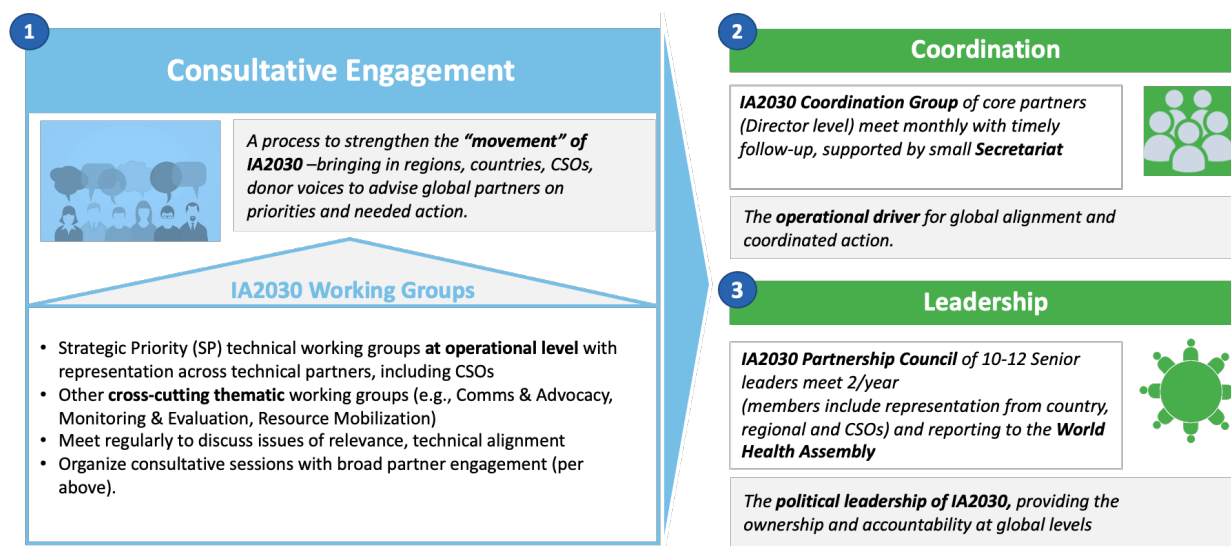 1
Consultative Engagement
A process to strengthen the “movement” of
IA2030 –bringing in regions, countries, CSOs,
donor voices to advise global partners on
priorities and needed action.
IA2030 Working Groups
• Strategic Priority (SP) technical working groups at operational level with
representation across technical partners, including CSOs
• Other cross-cutting thematic working groups (e.g., Comms & Advocacy,
Monitoring & Evaluation, Resource Mobilization)
• Meet regularly to discuss issues of relevance, technical alignment
• Organize consultative sessions with broad partner engagement (per
above).
2
Coordination
IA2030 Coordination Group of core partners
(Director level) meet monthly with timely
follow-up, supported by small Secretariat
The operational driver for global alignment and
coordinated action.
3
Leadership
IA2030 Partnership Council of 10-12 Senior
leaders meet 2/year
(members include representation from country,
regional and CSOs) and reporting to the World
Health Assembly
The political leadership of IA2030, providing the
ownership and accountability at global levels